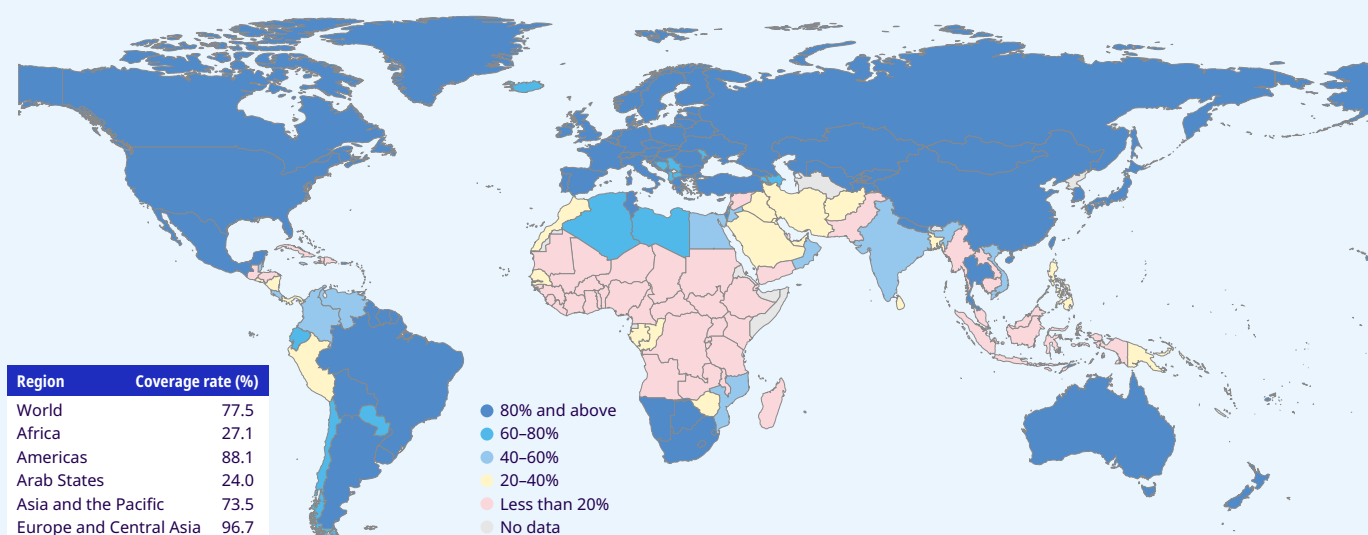 Region Coverage rate (%)
World 77.5
Africa 27.1
Americas 88.1
Arab States 24.0
Asia and the Pacific 73.5
Europe and Central Asia 96.7
80% and above
60–80%
40–60%
20–40%
Less than 20%
No data